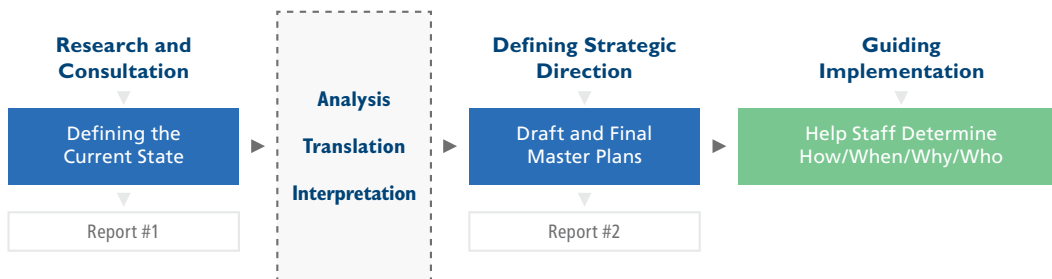 Research and
Consultation
Defining the
Current State
Report #1
Analysis
Translation
Interpretation
Defining Strategic
Direction
Draft and Final
Master Plans
Report #2
Guiding
Implementation
Help Staff Determine
How/When/Why/Who